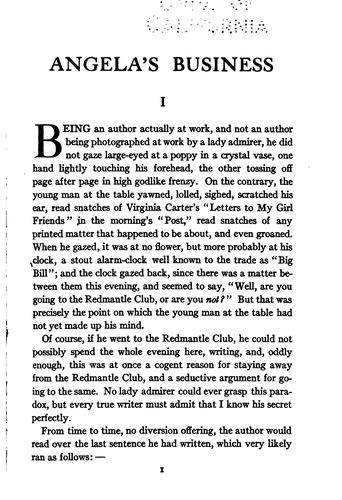 UNIV. OF
CALIFORNIA
ANGELA'S BUSINESS
I
BEING an author actually at work, and not an author
being photographed at work by a lady admirer, he did
not gaze large-eyed at a poppy in a crystal vase, one
hand lightly touching his forehead, the other tossing off
page after page in high godlike frenzy. On the contrary, the
young man at the table yawned, lolled, sighed, scratched his
ear, read snatches of Virginia Carter's "Letters to My Girl
Friends" in the morning's "Post," read snatches of any
printed matter that happened to be about, and even groaned.
When he gazed, it was at no flower, but more probably at his
clock, a stout alarm-clock well known to the trade as "Big
Bill"; and the clock gazed back, since there was a matter be-
tween them this evening, and seemed to say, "Well, are you
going to the Redmantle Club, or are you not?" But that was
precisely the point on which the young man at the table had
not yet made up his mind.
Of course, if he went to the Redmantle Club, he could not
possibly spend the whole evening here, writing, and, oddly
enough, this was at once a cogent reason for staying away
from the Redmantle Club, and a seductive argument for go-
ing to the same. No lady admirer could ever grasp this para-
dox, but every true writer must admit that I know his secret
perfectly.
From time to time, no diversion offering, the author would
read over the last sentence he had written, which very likely
ran as follows: —
1